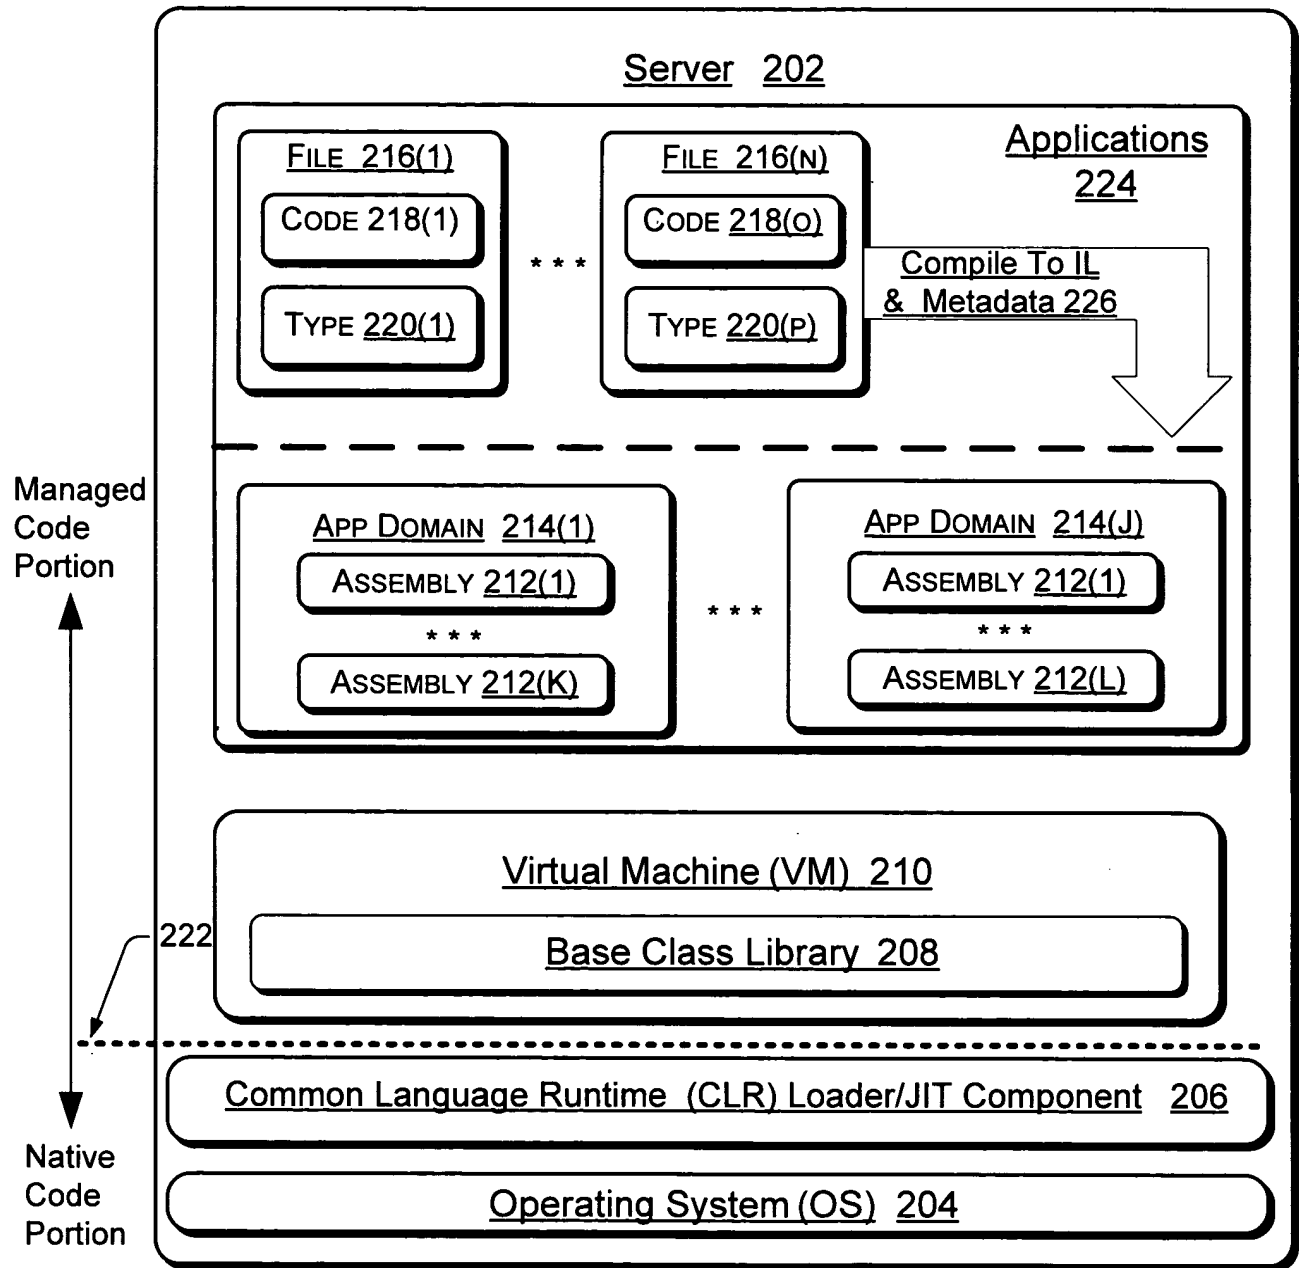 Server 202
Applications
224
FILE 216(1)
CODE 218(1)
TYPE 220(1)
* * *
FILE 216(N)
CODE 218(O)
TYPE 220(P)
Compile To IL
& Metadata 226
Managed
Code
Portion
APP DOMAIN 214(1)
ASSEMBLY 212(1)
* * *
ASSEMBLY 212(K)
* * *
APP DOMAIN 214(J)
ASSEMBLY 212(1)
* * *
ASSEMBLY 212(L)
Virtual Machine (VM) 210
Base Class Library 208
222
Common Language Runtime (CLR) Loader/JIT Component 206
Native
Code
Portion
Operating System (OS) 204